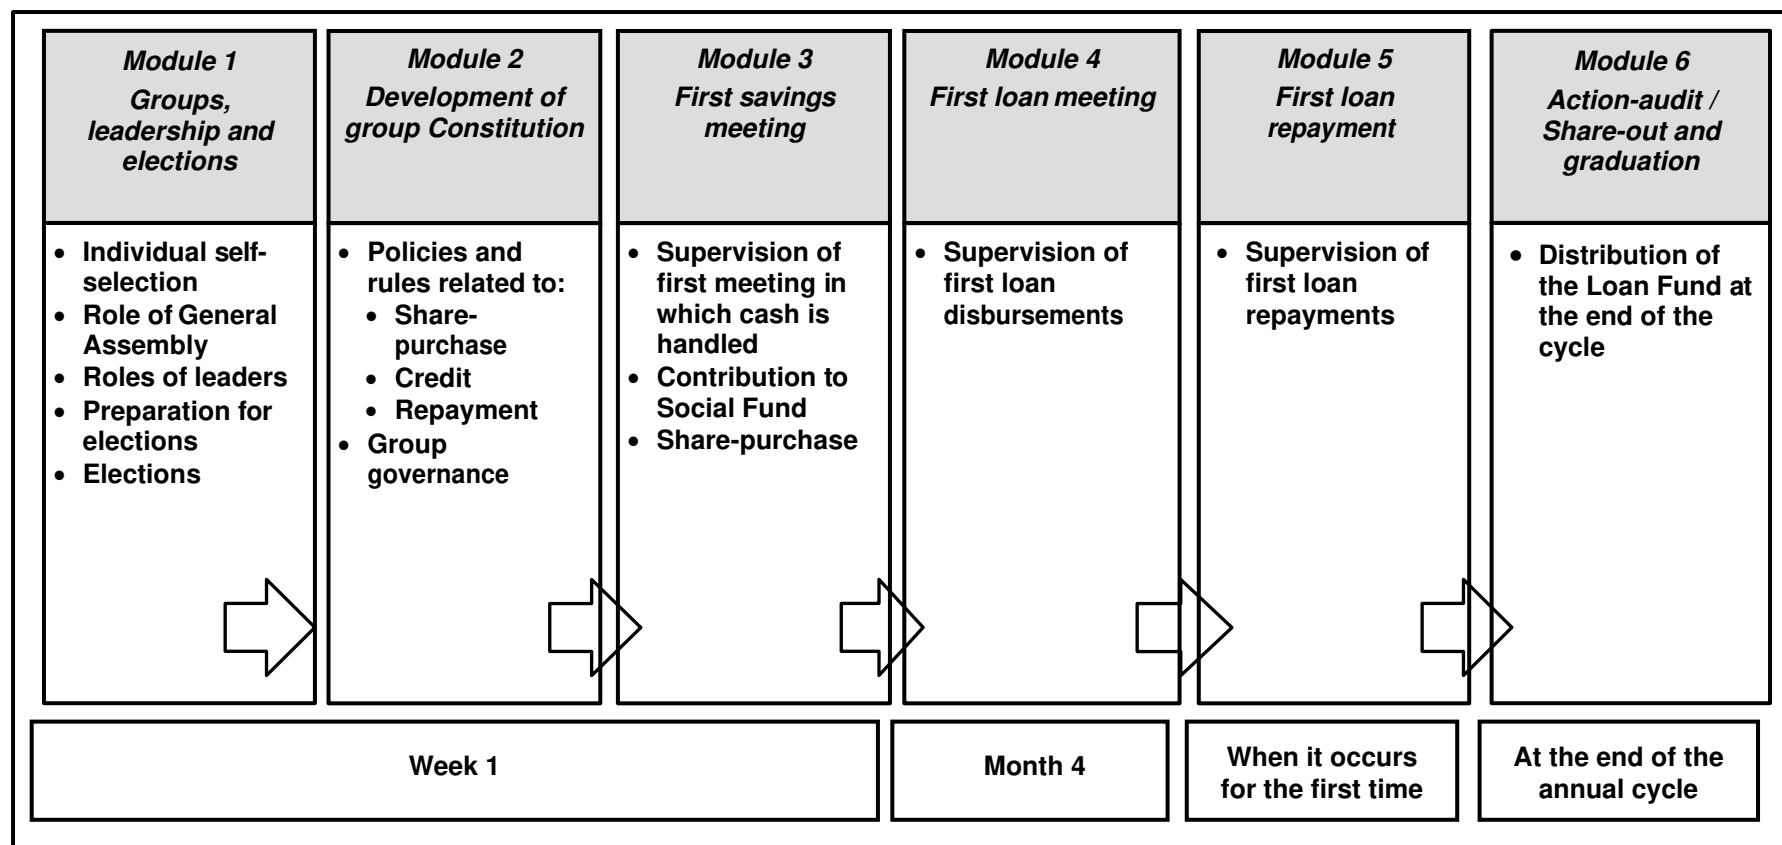 Module 1
Groups,
leadership and
elections
• Individual self-
selection
• Role of General
Assembly
• Roles of leaders
• Preparation for
elections
• Elections
Module 2
Development of
group Constitution
• Policies and
rules related to:
• Share-
purchase
• Credit
• Repayment
• Group
governance
Module 3
First savings
meeting
• Supervision of
first meeting in
which cash is
handled
• Contribution to
Social Fund
• Share-purchase
Module 4
First loan meeting
• Supervision of
first loan
disbursements
Module 5
First loan
repayment
• Supervision of
first loan
repayments
Module 6
Action-audit /
Share-out and
graduation
• Distribution of
the Loan Fund at
the end of the
cycle
Week 1
Month 4
When it occurs
for the first time
At the end of the
annual cycle